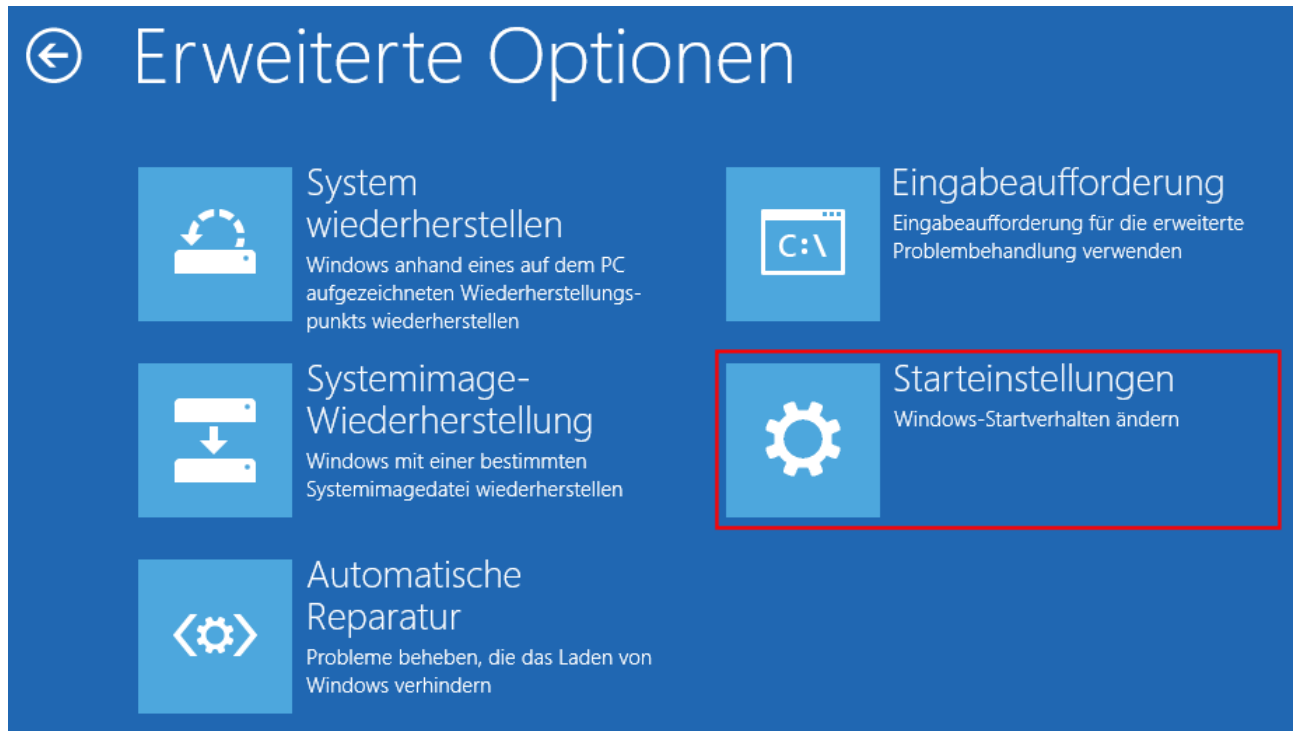 Erweiterte Optionen
System
wiederherstellen
Windows anhand eines auf dem PC
aufgezeichneten Wiederherstellungs-
punkts wiederherstellen
Systemimage-
Wiederherstellung
Windows mit einer bestimmten
Systemimagedatei wiederherstellen
Automatische
Reparatur
Probleme beheben, die das Laden von
Windows verhindern
C:\
Eingabeaufforderung
Eingabeaufforderung für die erweiterte
Problembehandlung verwenden
Starteinstellungen
Windows-Startverhalten ändern